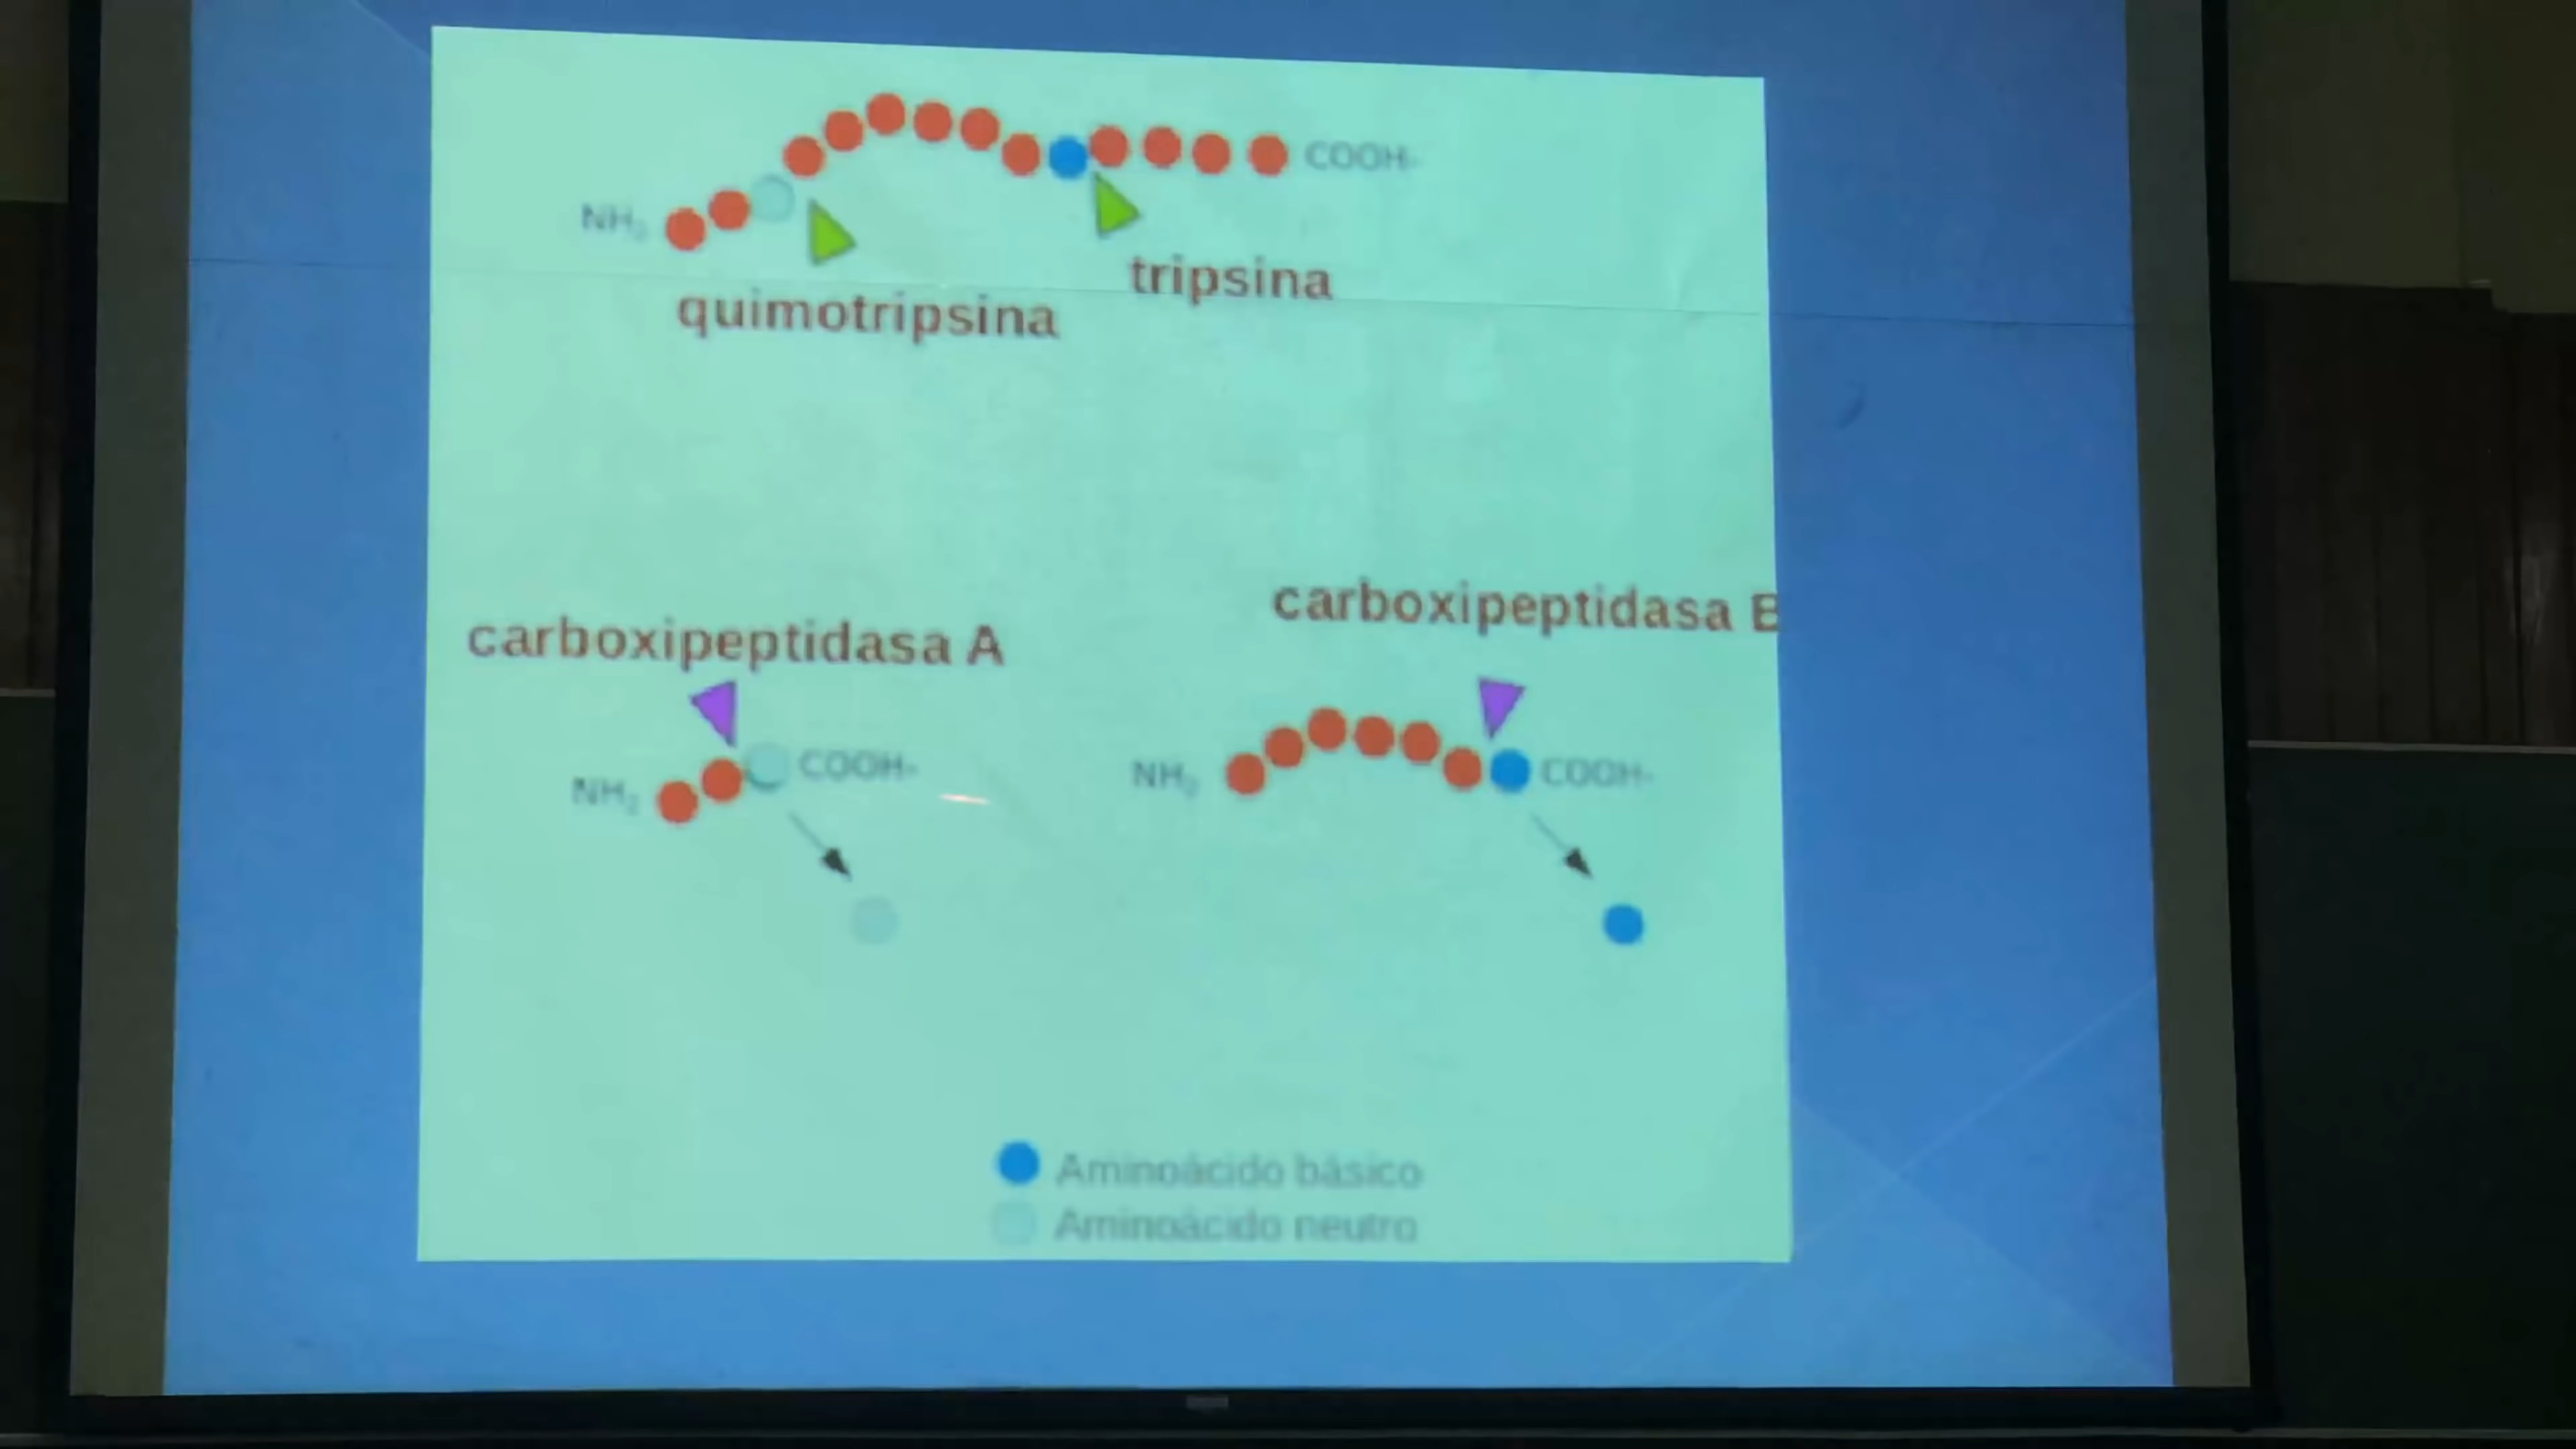 NH₂ COOH-
tripsina
quimotripsina
carboxipeptidasa B
carboxipeptidasa A
NH₂ COOH-
NH₂ COOH-
Aminoácido básico
Aminoácido neutro